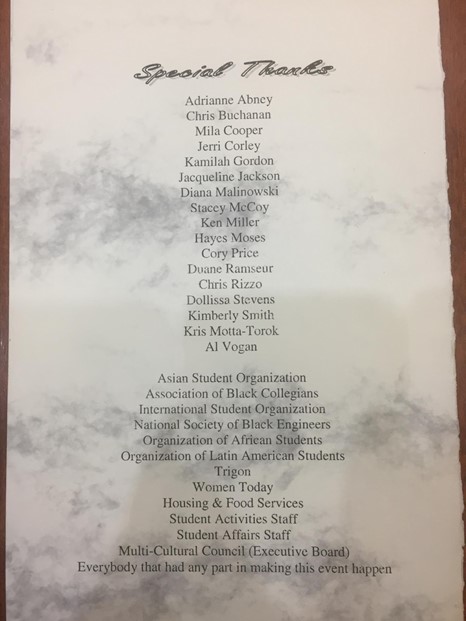 Special Thanks
Adrianne Abney
Chris Buchanan
Mila Cooper
Jerri Corley
Kamilah Gordon
Jacqueline Jackson
Diana Malinowski
Stacey McCoy
Ken Miller
Hayes Moses
Cory Price
Duane Ramseur
Chris Rizzo
Dollissa Stevens
Kimberly Smith
Kris Motta-Torok
Al Vogan
Asian Student Organization
Association of Black Collegians
International Student Organization
National Society of Black Engineers
Organization of African Students
Organization of Latin American Students
Trigon
Women Today
Housing & Food Services
Student Activities Staff
Student Affairs Staff
Multi-Cultural Council (Executive Board)
Everybody that had any part in making this event happen